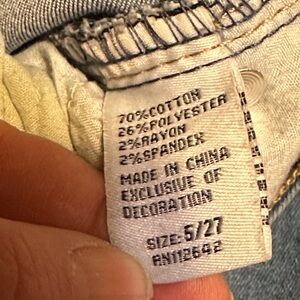 70%COTTON
26%POLYESTER
2%RAYON
2%SPANDEX
MADE IN CHINA
EXCLUSIVE OF
DECORATION
SIZE: 5/27
RN112642